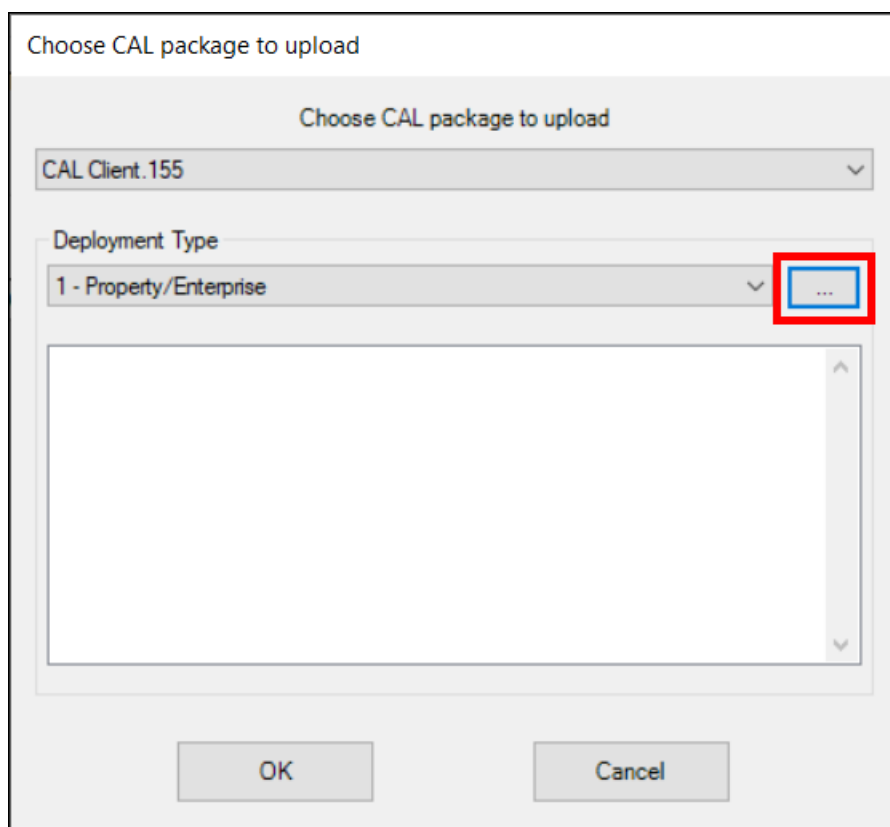 Choose CAL package to upload
Choose CAL package to upload
CAL Client.155
Deployment Type
1 - Property/Enterprise
...
OK
Cancel